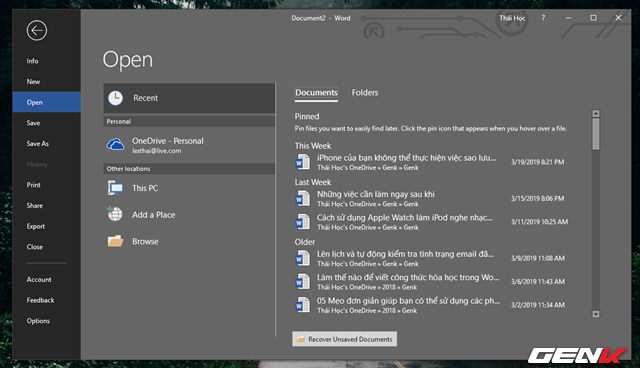 Document2 - Word
Thái Học
?
Info
New
Open
Save
Save As
History
Print
Share
Export
Close
Account
Feedback
Options
Open
Recent
Personal
OneDrive - Personal
lexthai@live.com
Other locations
This PC
Add a Place
Browse
Documents
Folders
Pinned
Pin files you want to easily find later. Click the pin icon that appears when you hover over a file.
This Week
iPhone của bạn không thể thực hiện việc sao lưu...
Thái Học's OneDrive » Genk » Genk
3/19/2019 8:21 PM
Last Week
Những việc cần làm ngay sau khi
Thái Học's OneDrive » Genk » Genk
3/15/2019 8:06 PM
Cách sử dụng Apple Watch làm iPod nghe nhạc...
Thái Học's OneDrive » Genk » Genk
3/11/2019 10:25 AM
Older
Lên lịch và tự động kiểm tra tình trạng email đã...
Thái Học's OneDrive » Genk » Genk
3/9/2019 11:08 AM
Làm thế nào để viết công thức hóa học trong Wo...
Thái Học's OneDrive » 2018 » Genk
3/6/2019 11:43 AM
05 Mẹo đơn giản giúp bạn có thể sử dụng các ph...
Thái Học's OneDrive » 2018 » Genk
3/2/2019 11:34 AM
Recover Unsaved Documents
GENK